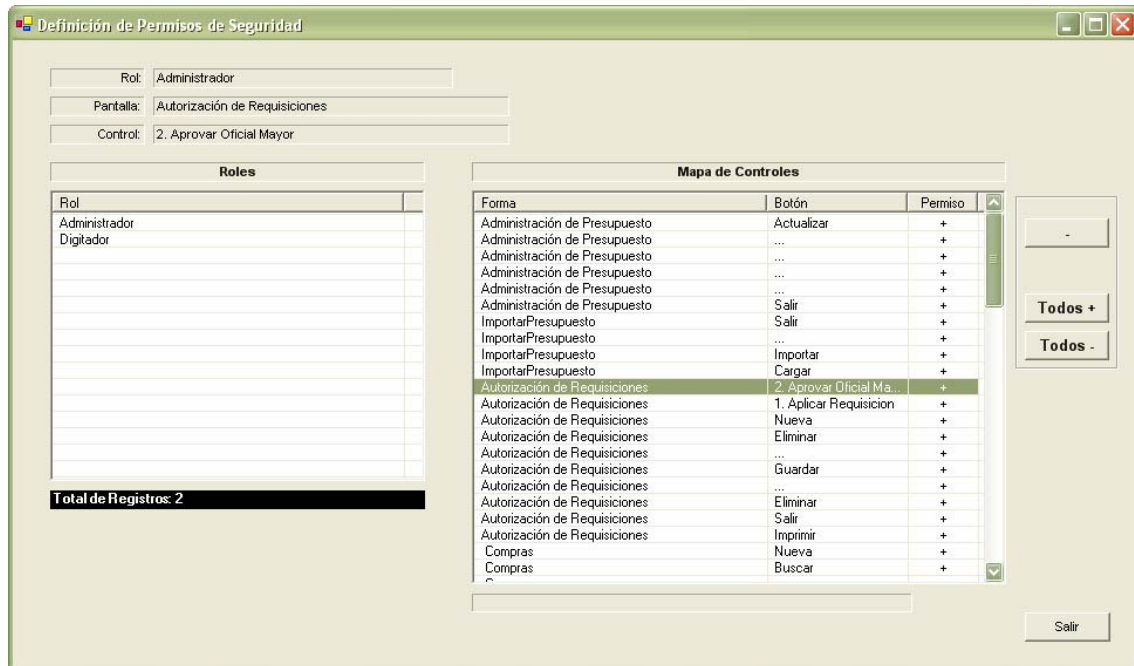 Definición de Permisos de Seguridad
Rol: Administrador
Pantalla: Autorización de Requisiciones
Control: 2. Aprovar Oficial Mayor
Roles
Rol
Administrador
Digitador
Total de Registros: 2
Mapa de Controles
Forma Botón Permiso
Administración de Presupuesto Actualizar +
Administración de Presupuesto ... +
Administración de Presupuesto ... +
Administración de Presupuesto ... +
Administración de Presupuesto ... +
Administración de Presupuesto Salir +
ImportarPresupuesto Salir +
ImportarPresupuesto ... +
ImportarPresupuesto Importar +
ImportarPresupuesto Cargar +
Autorización de Requisiciones 2. Aprovar Oficial Ma... +
Autorización de Requisiciones 1. Aplicar Requisicion +
Autorización de Requisiciones Nueva +
Autorización de Requisiciones Eliminar +
Autorización de Requisiciones ... +
Autorización de Requisiciones Guardar +
Autorización de Requisiciones ... +
Autorización de Requisiciones Eliminar +
Autorización de Requisiciones Salir +
Autorización de Requisiciones Imprimir +
Compras Nueva +
Compras Buscar +
-
Todos +
Todos -
Salir